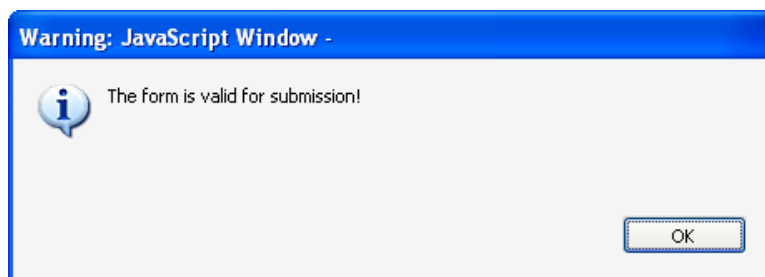 Warning: JavaScript Window -
The form is valid for submission!
OK